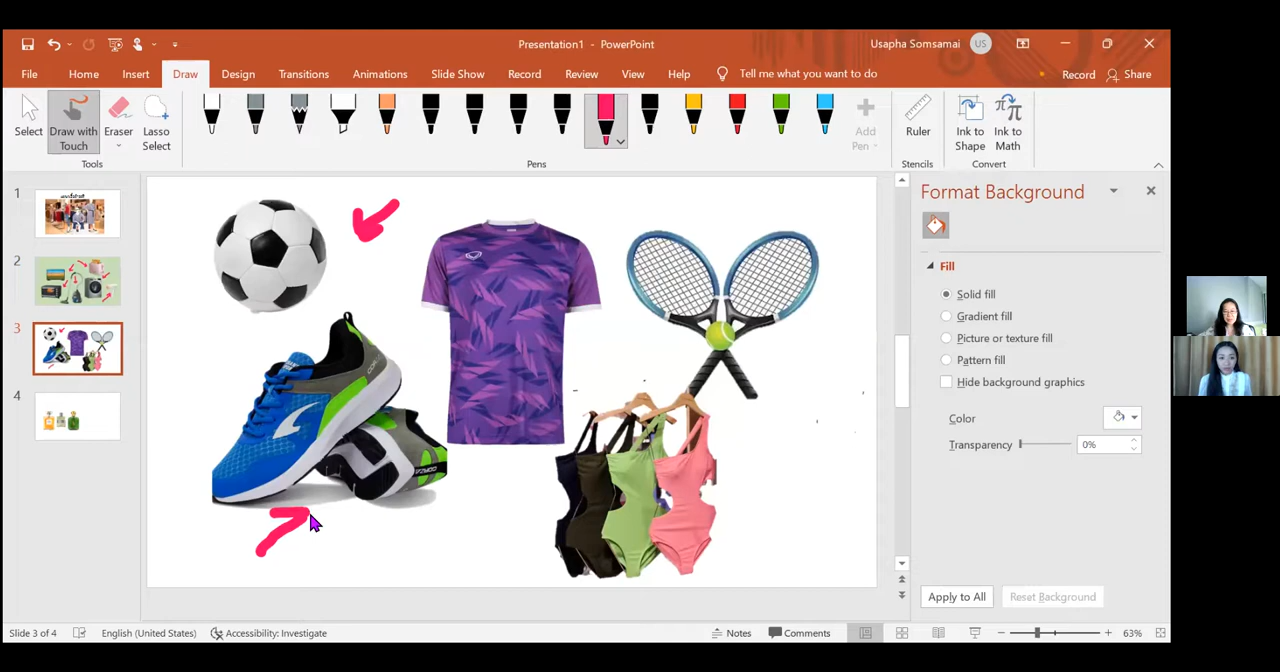 Presentation1 - PowerPoint
Usapha Somsamai
US
File
Home
Insert
Draw
Design
Slide Show
Transitions
Animations
Record
Review
View
Help
Tell me what you want to do
Record
Share
Select
Draw with
Touch
Eraser
Lasso
Select
Add
Pen
Ruler
Ink to
Shape
Ink to
Math
Tools
Pens
Stencils
Convert
1
2
3
4
Format Background
Fill
Solid fill
Gradient fill
Picture or texture fill
Pattern fill
Hide background graphics
Color
Transparency
0%
Apply to All
Reset Background
Slide 3 of 4
English (United States)
Accessibility: Investigate
Notes
Comments
63%